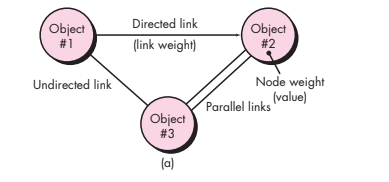 Object
#1
Directed link
(link weight)
Object
#2
Undirected link
Node weight
(value)
Parallel links
Object
#3
(a)